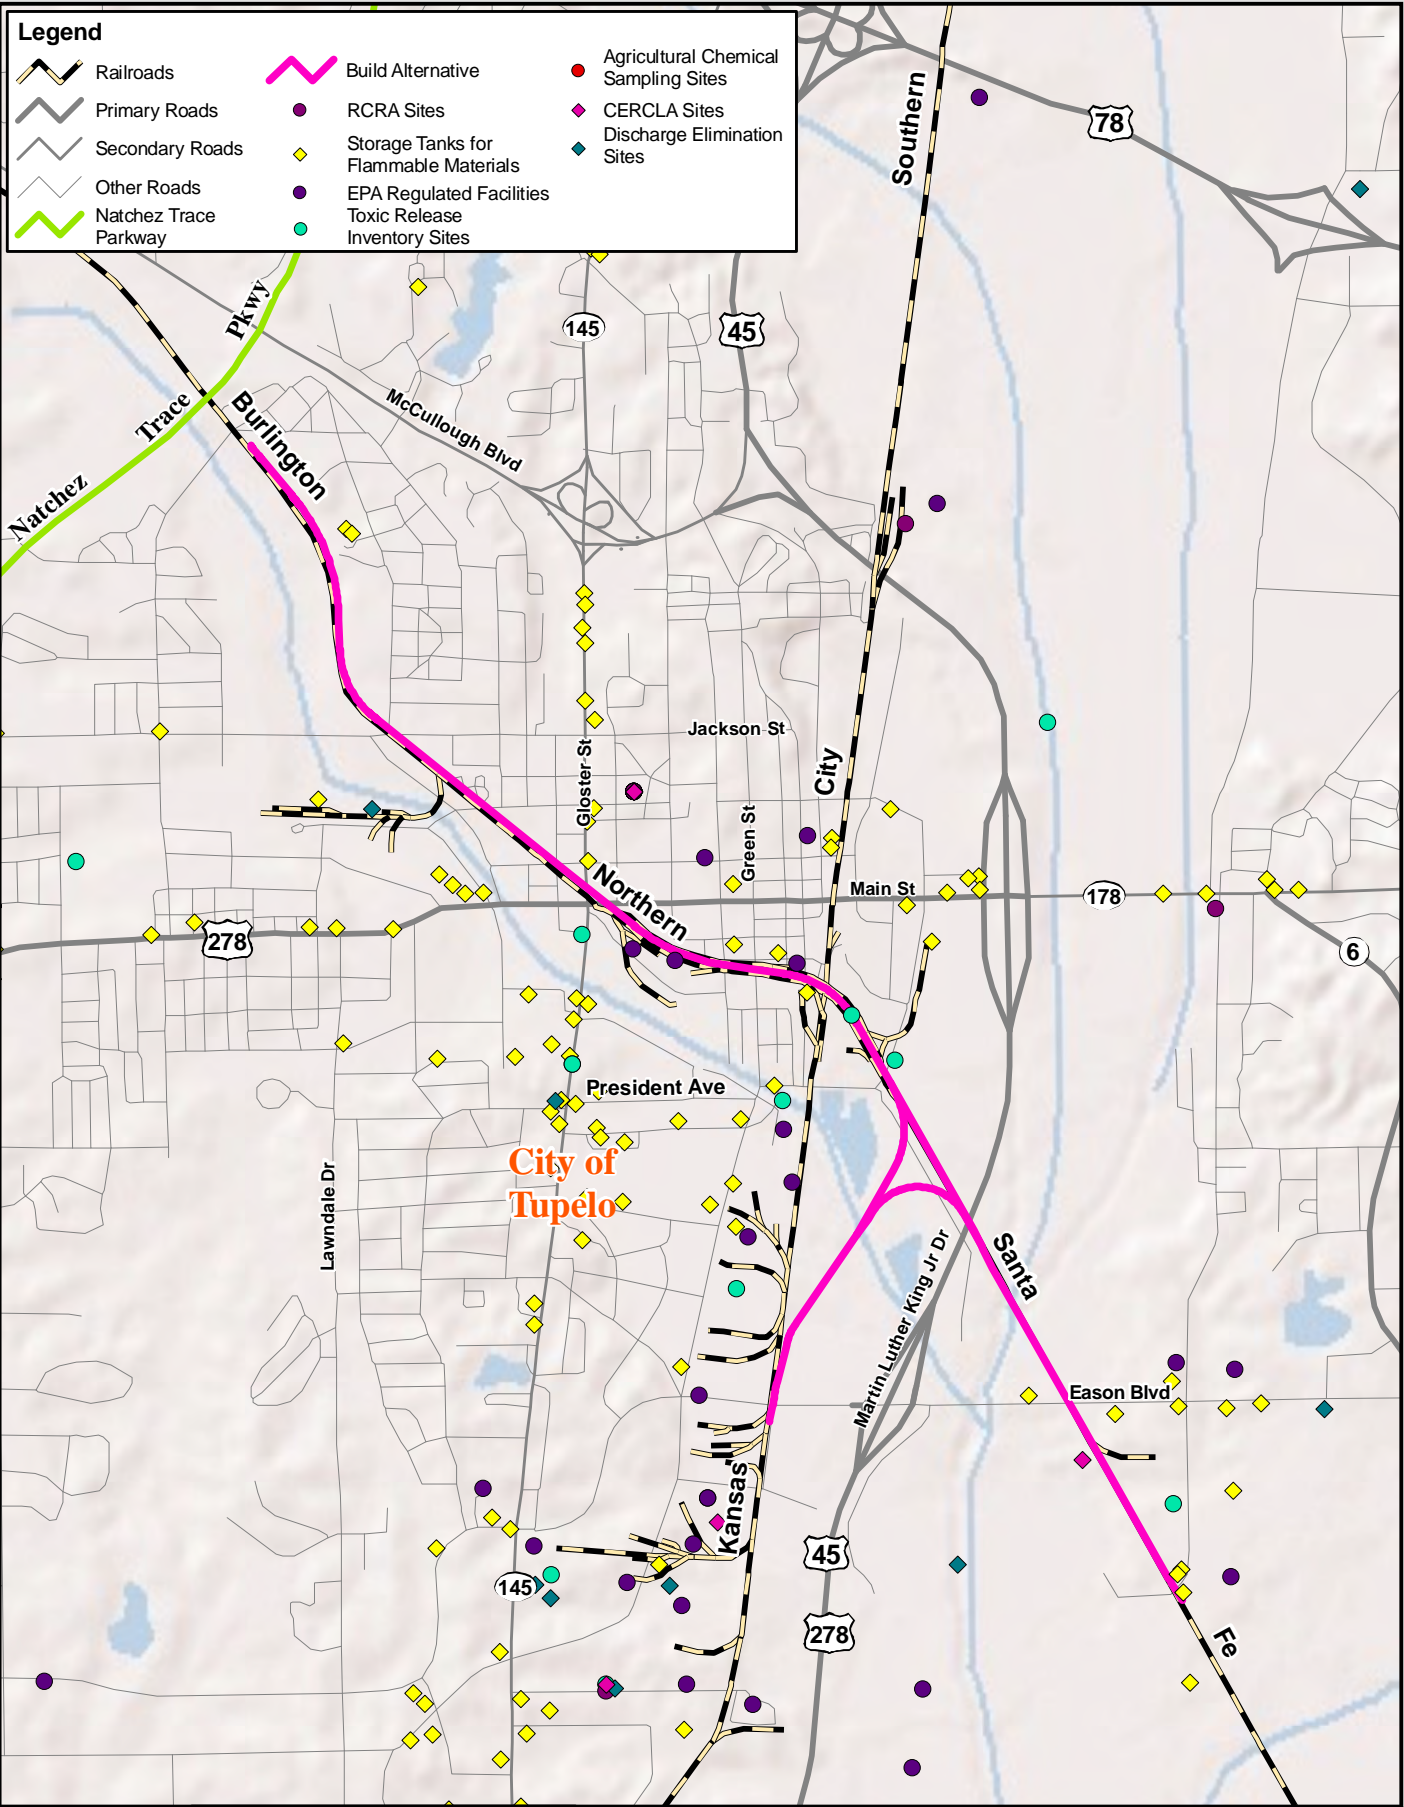 Legend
Railroads
Primary Roads
Secondary Roads
Other Roads
Natchez Trace
Parkway
Build Alternative
RCRA Sites
Storage Tanks for
Flammable Materials
EPA Regulated Facilities
Toxic Release
Inventory Sites
Agricultural Chemical
Sampling Sites
CERCLA Sites
Discharge Elimination
Sites
Southern
78
Pkwy
145
45
McCullough Blvd
Trace
Burlington
Natchez
Jackson St
City
Gloster St
Green St
Main St
178
Northern
278
6
President Ave
City of
Tupelo
Lawndale Dr
Santa
Martin Luther King Jr Dr
Eason Blvd
Kansas
45
145
278
Fe